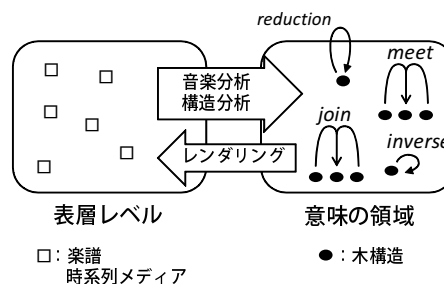 reduction
meet
音楽分析
構造分析
join
inverse
レンダリング
表層レベル
意味の領域
□：楽譜
時系列メディア
●：木構造